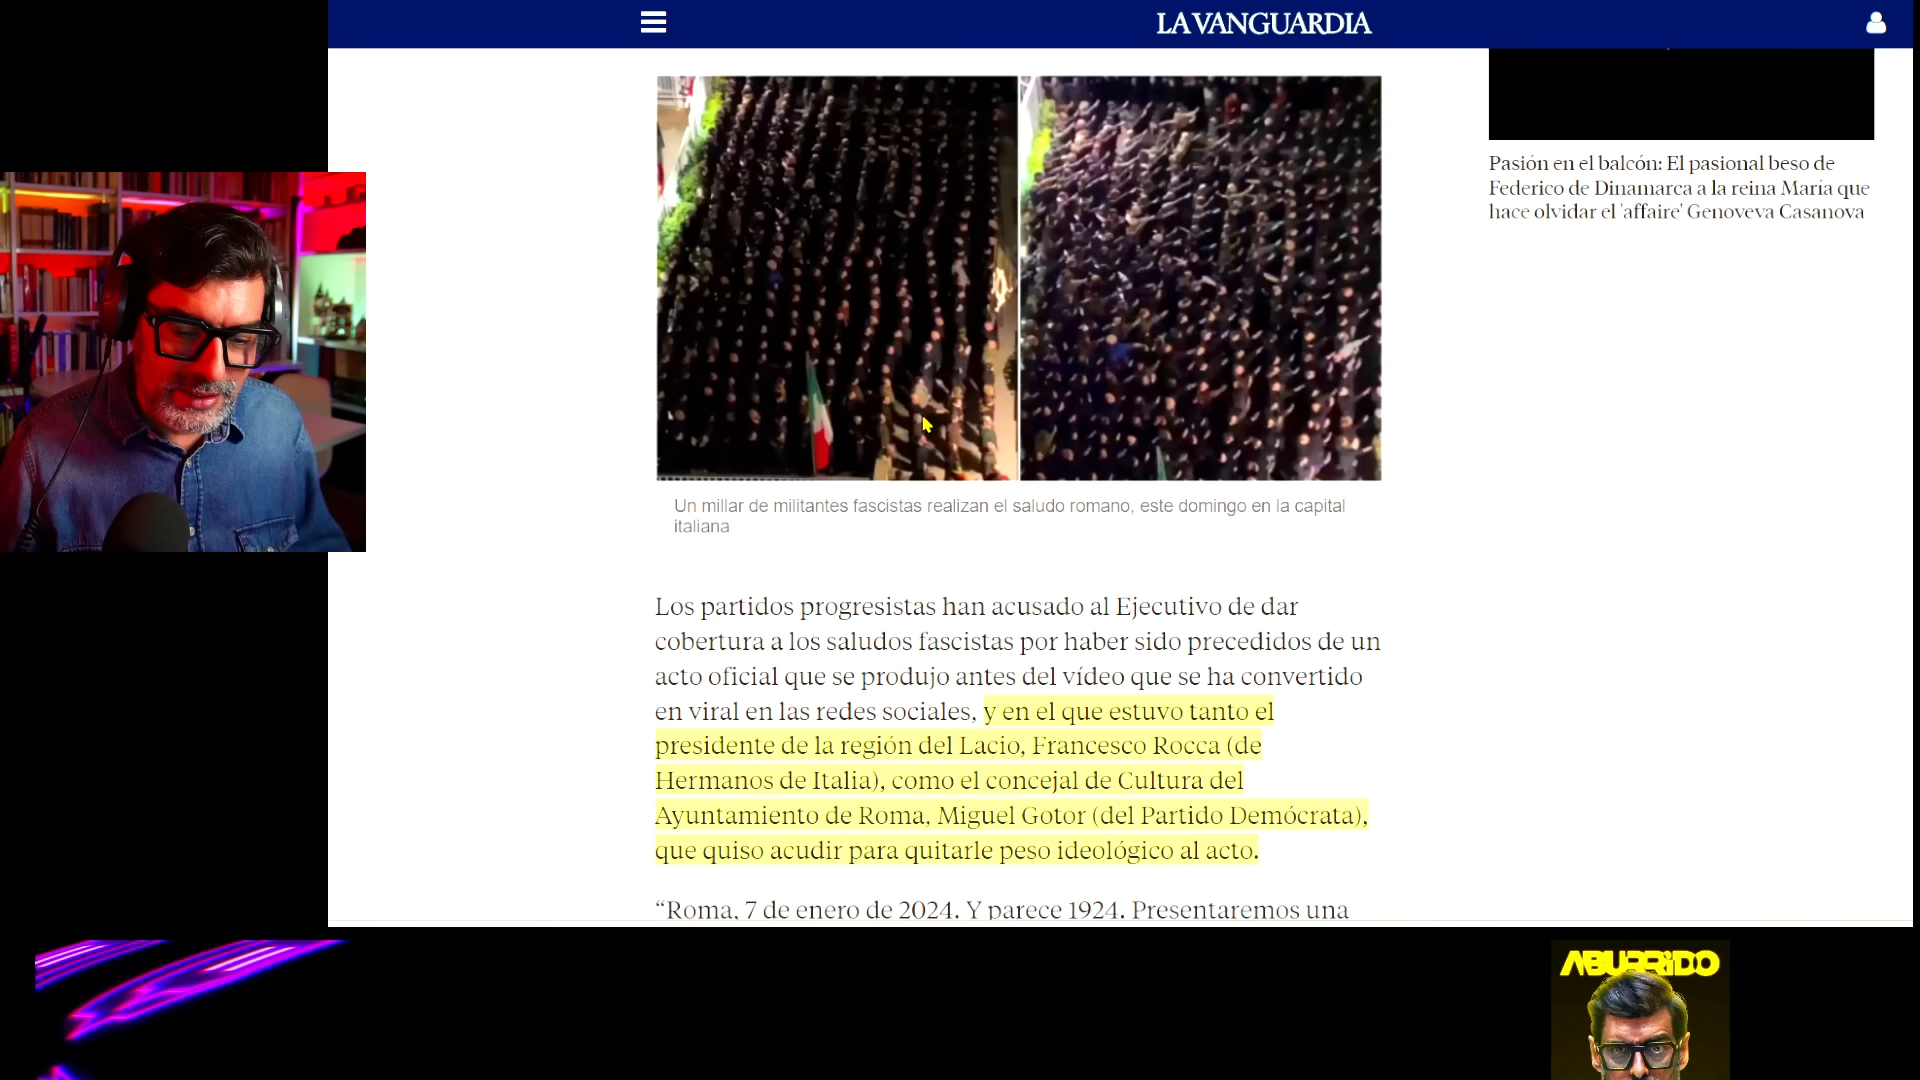 LA VANGUARDIA
Pasión en el balcón: El pasional beso de
Federico de Dinamarca a la reina María que
hace olvidar el 'affaire' Genoveva Casanova
Un millar de militantes fascistas realizan el saludo romano, este domingo en la capital
italiana
Los partidos progresistas han acusado al Ejecutivo de dar
cobertura a los saludos fascistas por haber sido precedidos de un
acto oficial que se produjo antes del vídeo que se ha convertido
en viral en las redes sociales, y en el que estuvo tanto el
presidente de la región del Lacio, Francesco Rocca (de
Hermanos de Italia), como el concejal de Cultura del
Ayuntamiento de Roma, Miguel Gotor (del Partido Demócrata),
que quiso acudir para quitarle peso ideológico al acto.
“Roma, 7 de enero de 2024. Y parece 1924. Presentaremos una
ABURRIDO